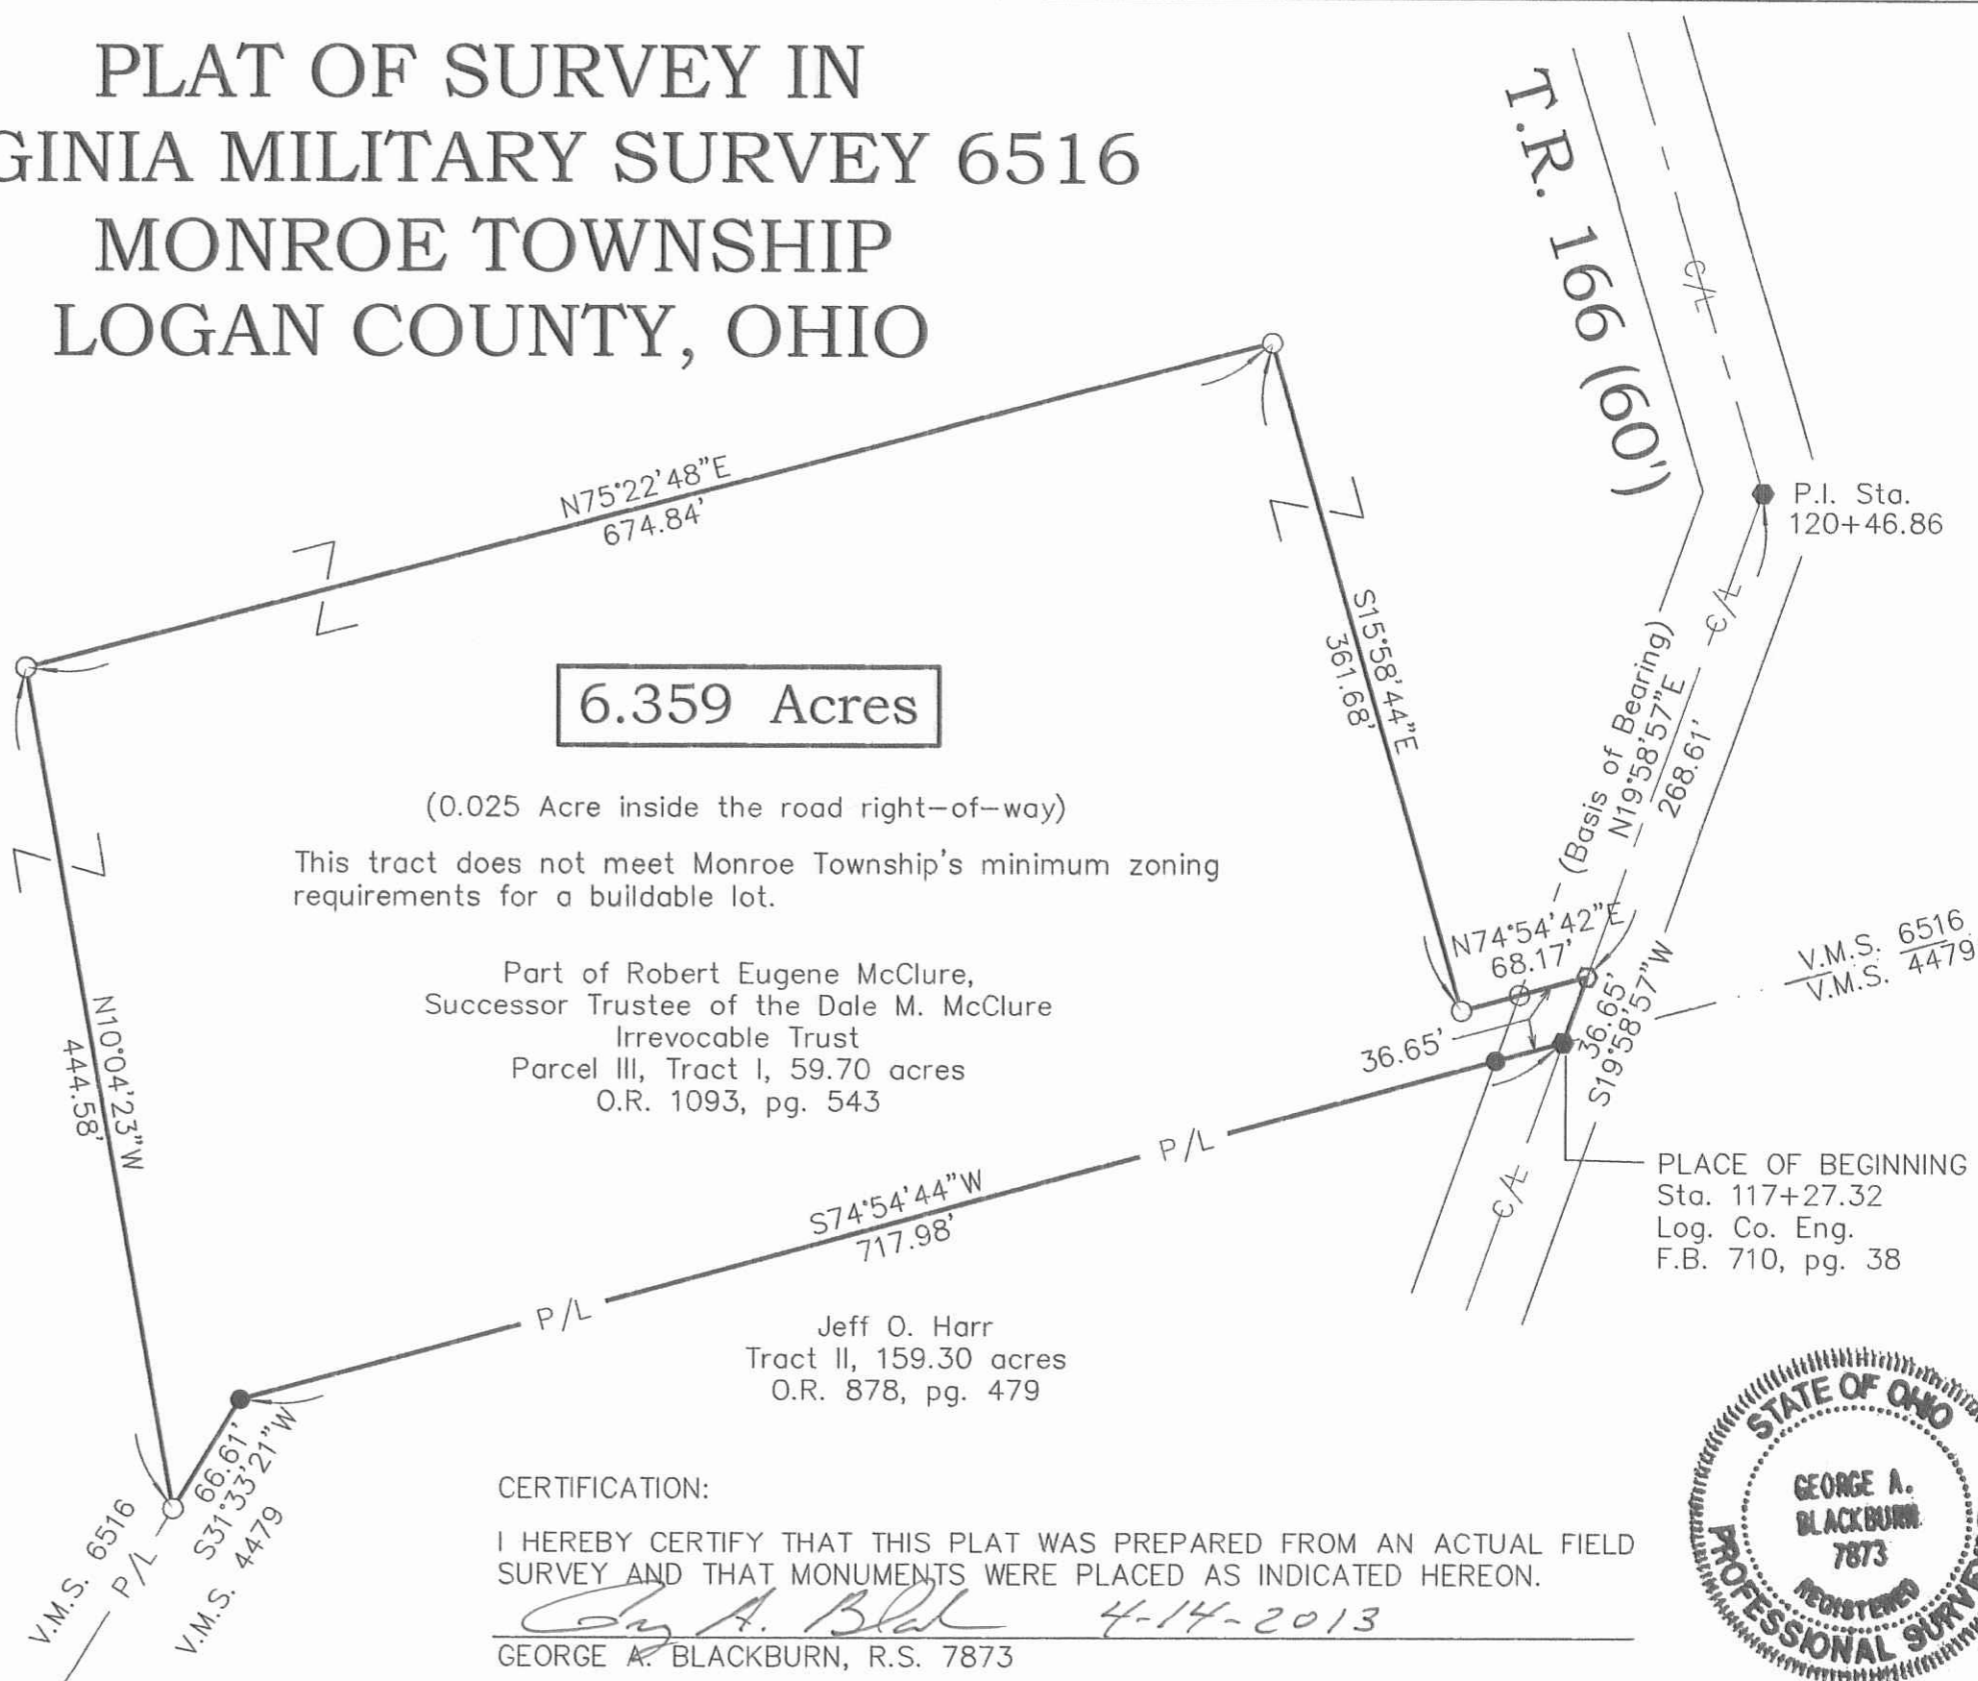 PLAT OF SURVEY IN
GINIA MILITARY SURVEY 6516
MONROE TOWNSHIP
LOGAN COUNTY, OHIO
T.R. 166 (60')
C/L
P.I. Sta.
120+46.86
N75°22'48"E
674.84'
S15°58'44"E
361.68'
C/L
(Basis of Bearing)
N19°58'57"E
268.61'
6.359 Acres
(0.025 Acre inside the road right-of-way)
This tract does not meet Monroe Township's minimum zoning
requirements for a buildable lot.
Part of Robert Eugene McClure,
Successor Trustee of the Dale M. McClure
Irrevocable Trust
Parcel III, Tract I, 59.70 acres
O.R. 1093, pg. 543
N74°54'42"E
68.17'
V.M.S. 6516
V.M.S. 4479
36.65'
36.65'
S19°58'57"W
N10°04'23"W
444.58'
P/L
S74°54'44"W
717.98'
P/L
C/L
PLACE OF BEGINNING
Sta. 117+27.32
Log. Co. Eng.
F.B. 710, pg. 38
Jeff O. Harr
Tract II, 159.30 acres
O.R. 878, pg. 479
66.61'
S31°33'21"W
V.M.S. 6516
P/L
V.M.S. 4479
CERTIFICATION:
I HEREBY CERTIFY THAT THIS PLAT WAS PREPARED FROM AN ACTUAL FIELD
SURVEY AND THAT MONUMENTS WERE PLACED AS INDICATED HEREON.
4-14-2013
GEORGE A. BLACKBURN, R.S. 7873
STATE OF OHIO
GEORGE A.
BLACKBURN
7873
REGISTERED
PROFESSIONAL SURVE